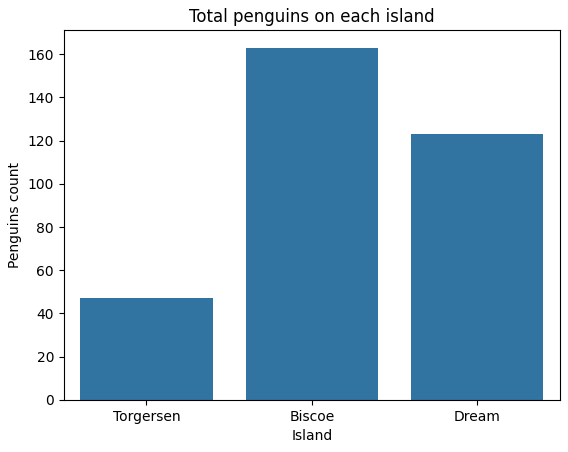 Total penguins on each island
Penguins count
160
140
120
100
80
60
40
20
0
Torgersen
Biscoe
Dream
Island